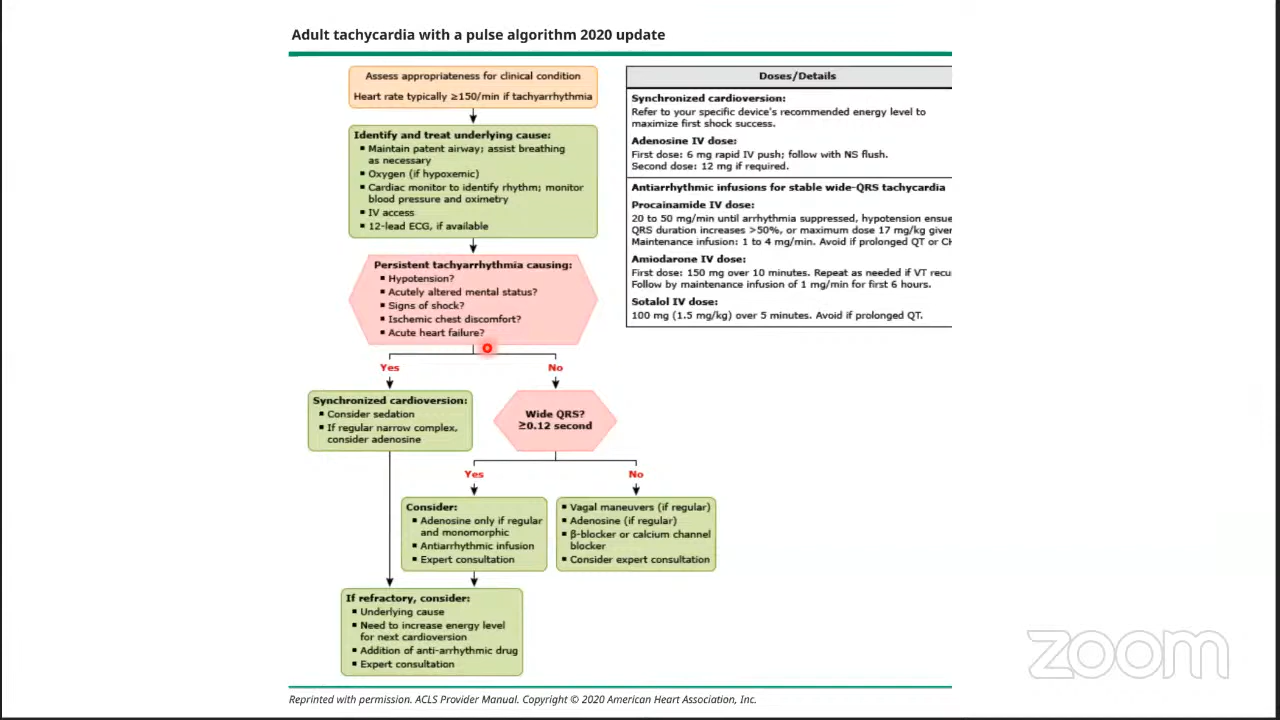 Adult tachycardia with a pulse algorithm 2020 update
Assess appropriateness for clinical condition
Heart rate typically ≥150/min if tachyarrhythmia
Identify and treat underlying cause:
▪ Maintain patent airway; assist breathing
as necessary
▪ Oxygen (if hypoxemic)
▪ Cardiac monitor to identify rhythm; monitor
blood pressure and oximetry
▪ IV access
▪ 12-lead ECG, if available
Persistent tachyarrhythmia causing:
▪ Hypotension?
▪ Acutely altered mental status?
▪ Signs of shock?
▪ Ischemic chest discomfort?
▪ Acute heart failure?
Yes
No
Synchronized cardioversion:
▪ Consider sedation
▪ If regular narrow complex,
consider adenosine
Wide QRS?
≥0.12 second
Yes
No
Consider:
▪ Adenosine only if regular
and monomorphic
▪ Antiarrhythmic infusion
▪ Expert consultation
▪ Vagal maneuvers (if regular)
▪ Adenosine (if regular)
▪ β-blocker or calcium channel
blocker
▪ Consider expert consultation
If refractory, consider:
▪ Underlying cause
▪ Need to increase energy level
for next cardioversion
▪ Addition of anti-arrhythmic drug
▪ Expert consultation
Doses/Details
Synchronized cardioversion:
Refer to your specific device's recommended energy level to
maximize first shock success.
Adenosine IV dose:
First dose: 6 mg rapid IV push; follow with NS flush.
Second dose: 12 mg if required.
Antiarrhythmic infusions for stable wide-QRS tachycardia
Procainamide IV dose:
20 to 50 mg/min until arrhythmia suppressed, hypotension ensue
QRS duration increases >50%, or maximum dose 17 mg/kg giver
Maintenance infusion: 1 to 4 mg/min. Avoid if prolonged QT or
Amiodarone IV dose:
First dose: 150 mg over 10 minutes. Repeat as needed if VT recu
Follow by maintenance infusion of 1 mg/min for first 6 hours.
Sotalol IV dose:
100 mg (1.5 mg/kg) over 5 minutes. Avoid if prolonged QT.
Reprinted with permission. ACLS Provider Manual. Copyright © 2020 American Heart Association, Inc.
zoom